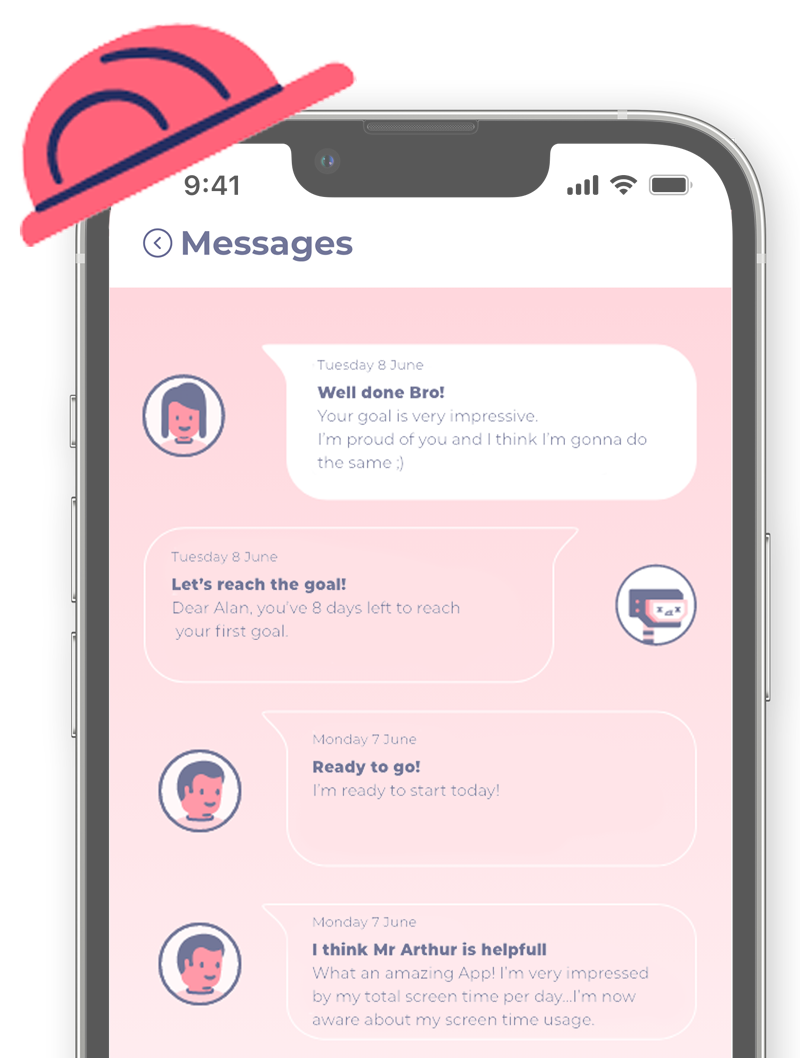 9:41
Messages
Tuesday 8 June
Well done Bro!
Your goal is very impressive.
I'm proud of you and I think I'm gonna do
the same ;)
Tuesday 8 June
Let's reach the goal!
Dear Alan, you've 8 days left to reach
your first goal.
Monday 7 June
Ready to go!
I'm ready to start today!
Monday 7 June
I think Mr Arthur is helpfull
What an amazing App! I'm very impressed
by my total screen time per day...I'm now
aware about my screen time usage.